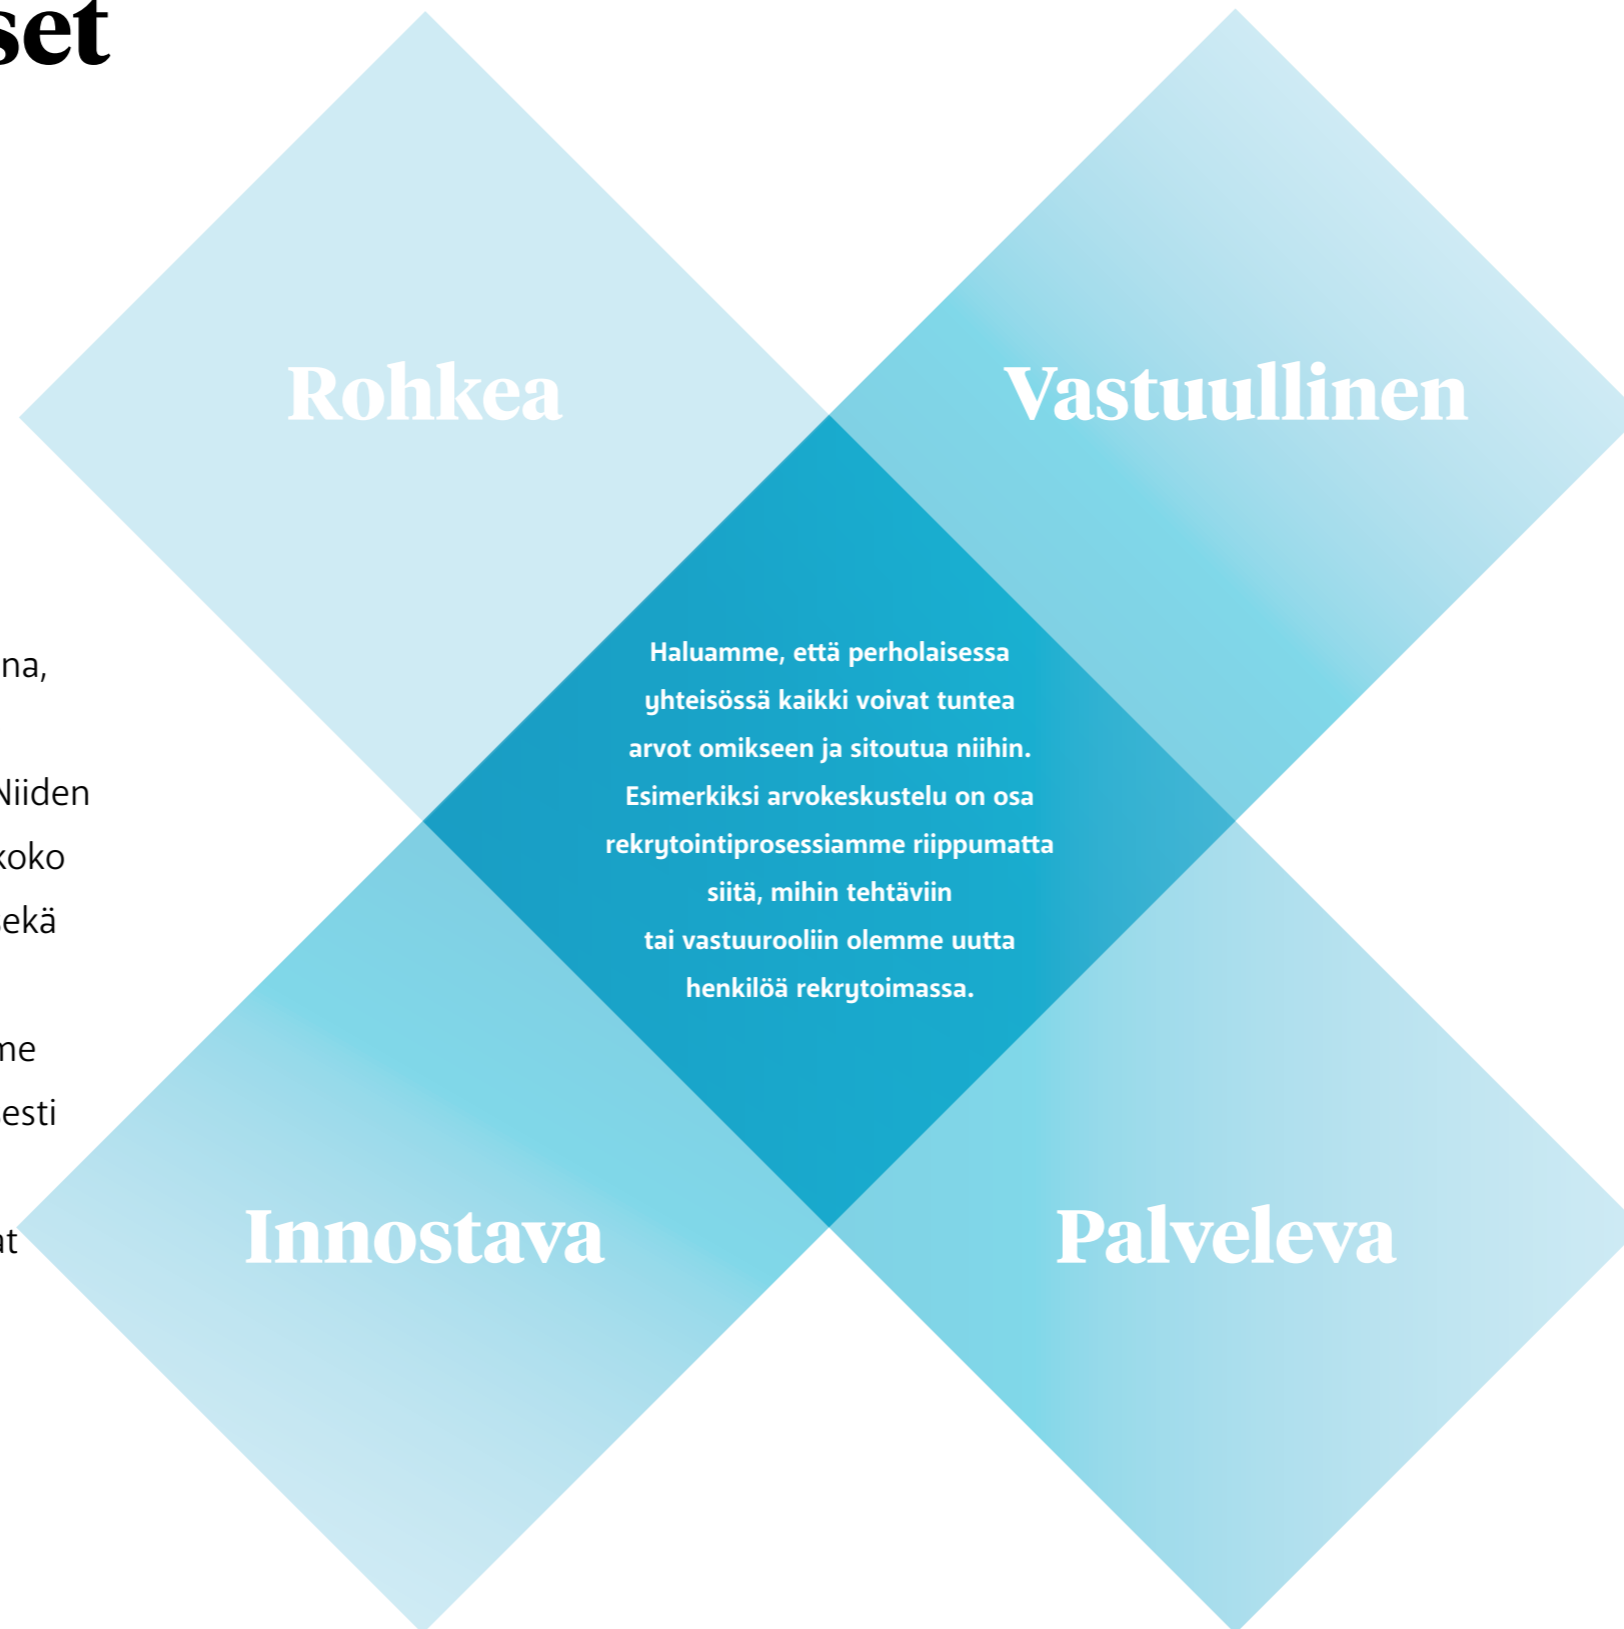 set
na,
Niiden
koko
sekä
me
esti
at
Rohkea
Vastuullinen
Haluamme, että perholaisessa
yhteisössä kaikki voivat tuntea
arvot omikseen ja sitoutua niihin.
Esimerkiksi arvokeskustelu on osa
rekrytointiprosessiamme riippumatta
siitä, mihin tehtäviin
tai vastuurooliin olemme uutta
henkilöä rekrytoimassa.
Innostava
Palveleva